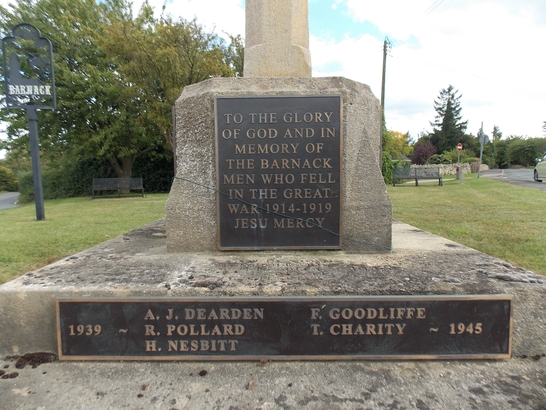 BARNACK
TO THE GLORY
OF GOD AND IN
MEMORY OF
THE BARNACK
MEN WHO FELL
IN THE GREAT
WAR 1914-1919
JESU MERCY
A. J. DEARDEN F. GOODLIFFE
1939 ~ R. POLLARD T. CHARITY ~ 1945
H. NESBITT